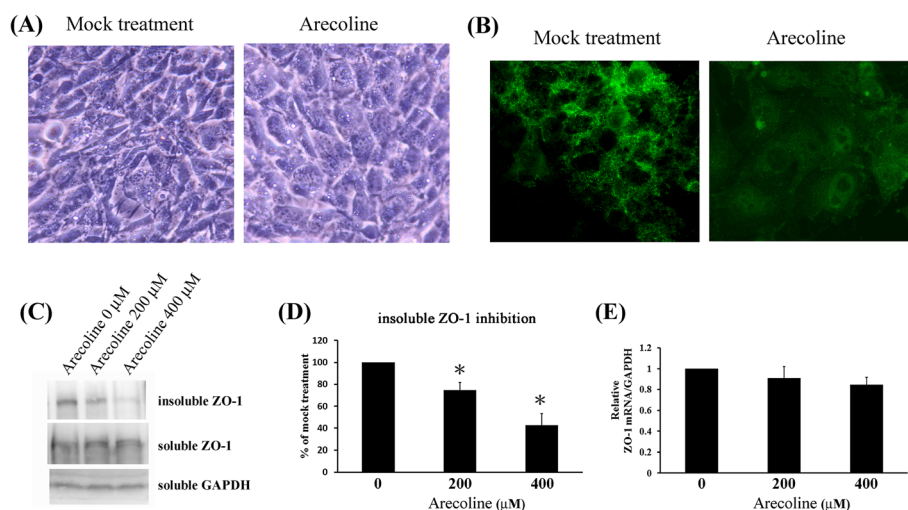 (A)
Mock treatment
Arecoline
(B)
Mock treatment
Arecoline
(C)
Arecoline 0 μM
Arecoline 200 μM
Arecoline 400 μM
insoluble ZO-1
soluble ZO-1
soluble GAPDH
(D)
insoluble ZO-1 inhibition
% of mock treatment
120
100
80
60
40
20
0
*
*
0 200 400
Arecoline (μM)
(E)
Relative
ZO-1 mRNA/GAPDH
1.2
1
0.8
0.6
0.4
0.2
0
0 200 400
Arecoline (μM)